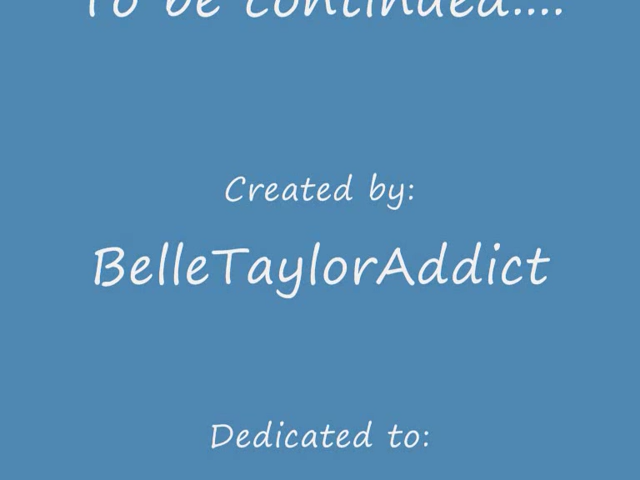 To be continued....
Created by:
BelleTaylorAddict
Dedicated to: